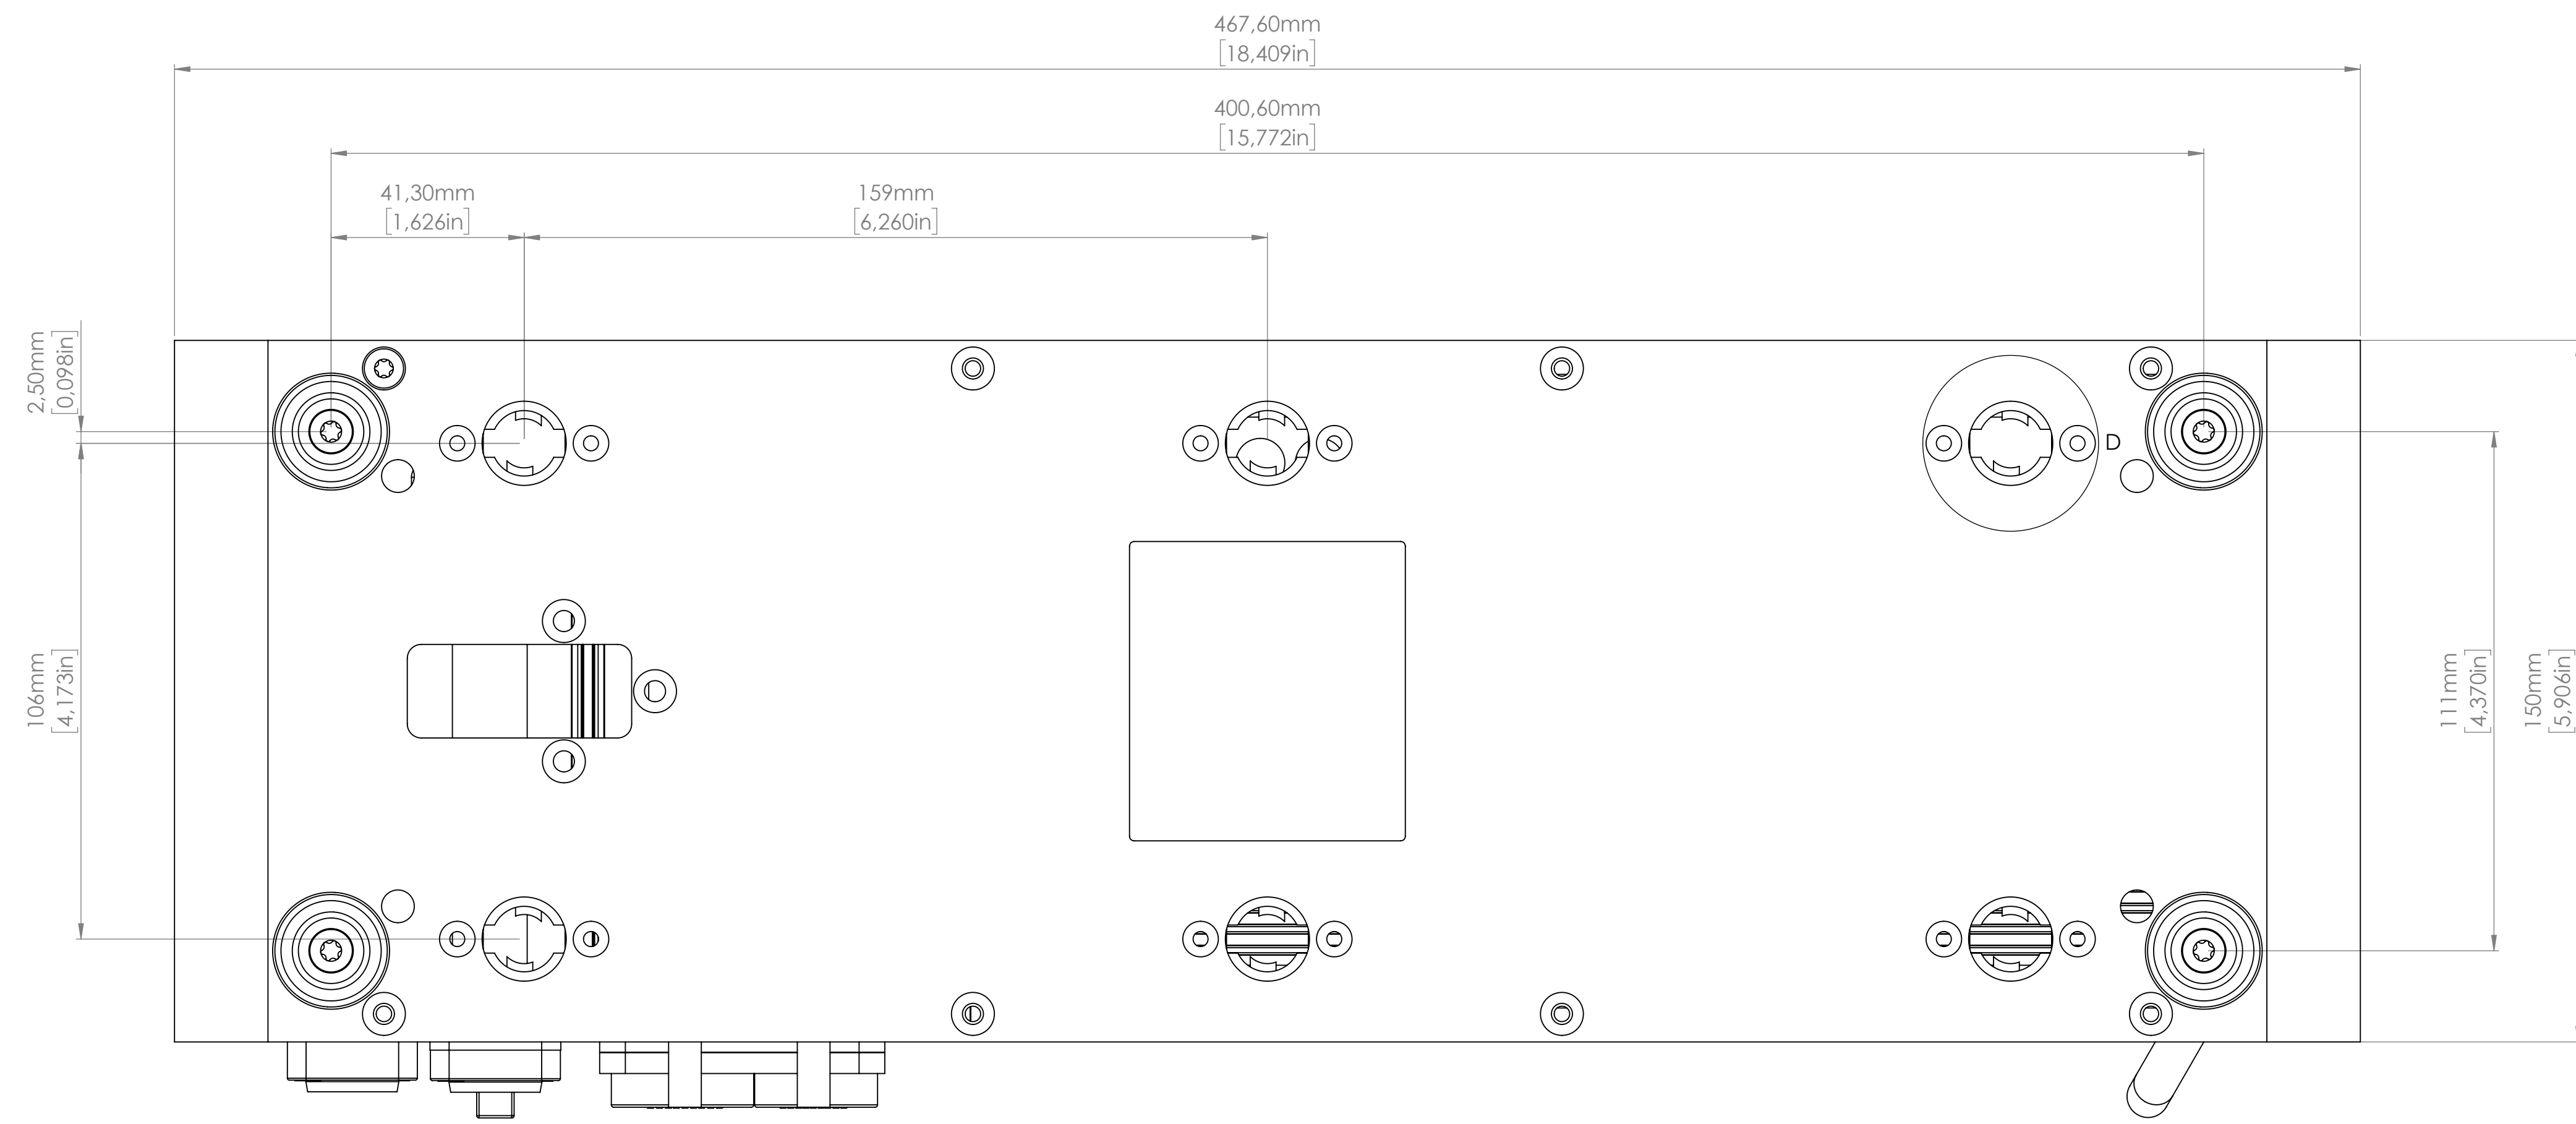 467,60mm
[18,409in]
400,60mm
[15,772in]
41,30mm
[1,626in]
159mm
[6,260in]
2,50mm
[0,098in]
D
106mm
[4,173in]
111mm
[4,370in]
150mm
[5,906in]